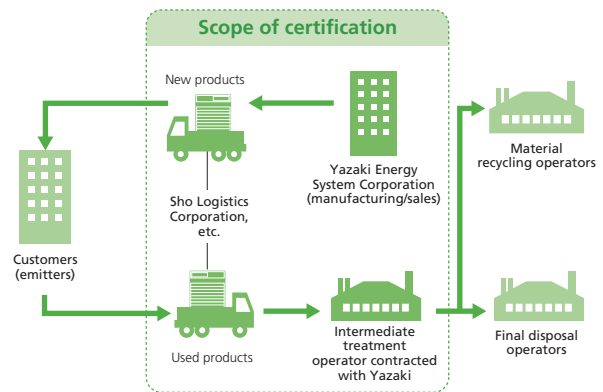 Scope of certification
New products
Yazaki Energy
System Corporation
(manufacturing/sales)
Material
recycling operators
Sho Logistics
Corporation,
etc.
Customers
(emitters)
Used products
Intermediate
treatment
operator contracted
with Yazaki
Final disposal
operators